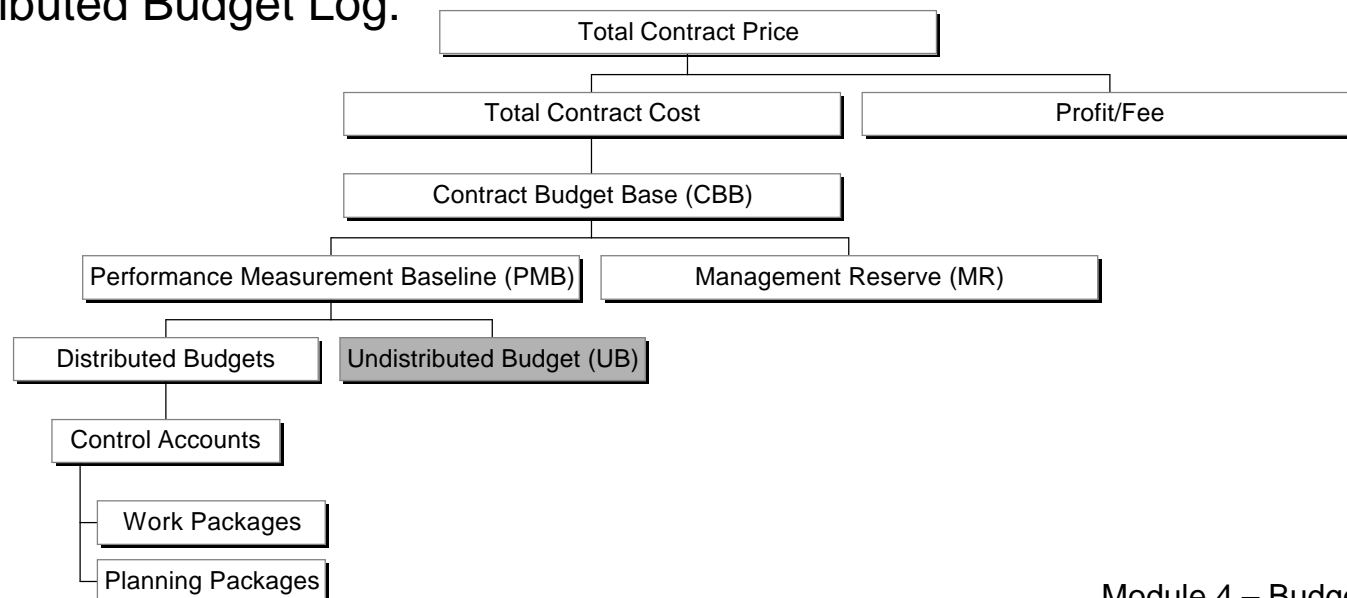 ibuted Budget Log.
Total Contract Price
Total Contract Cost
Profit/Fee
Contract Budget Base (CBB)
Performance Measurement Baseline (PMB)
Management Reserve (MR)
Distributed Budgets
Undistributed Budget (UB)
Control Accounts
Work Packages
Planning Packages
Module 4 – Budge